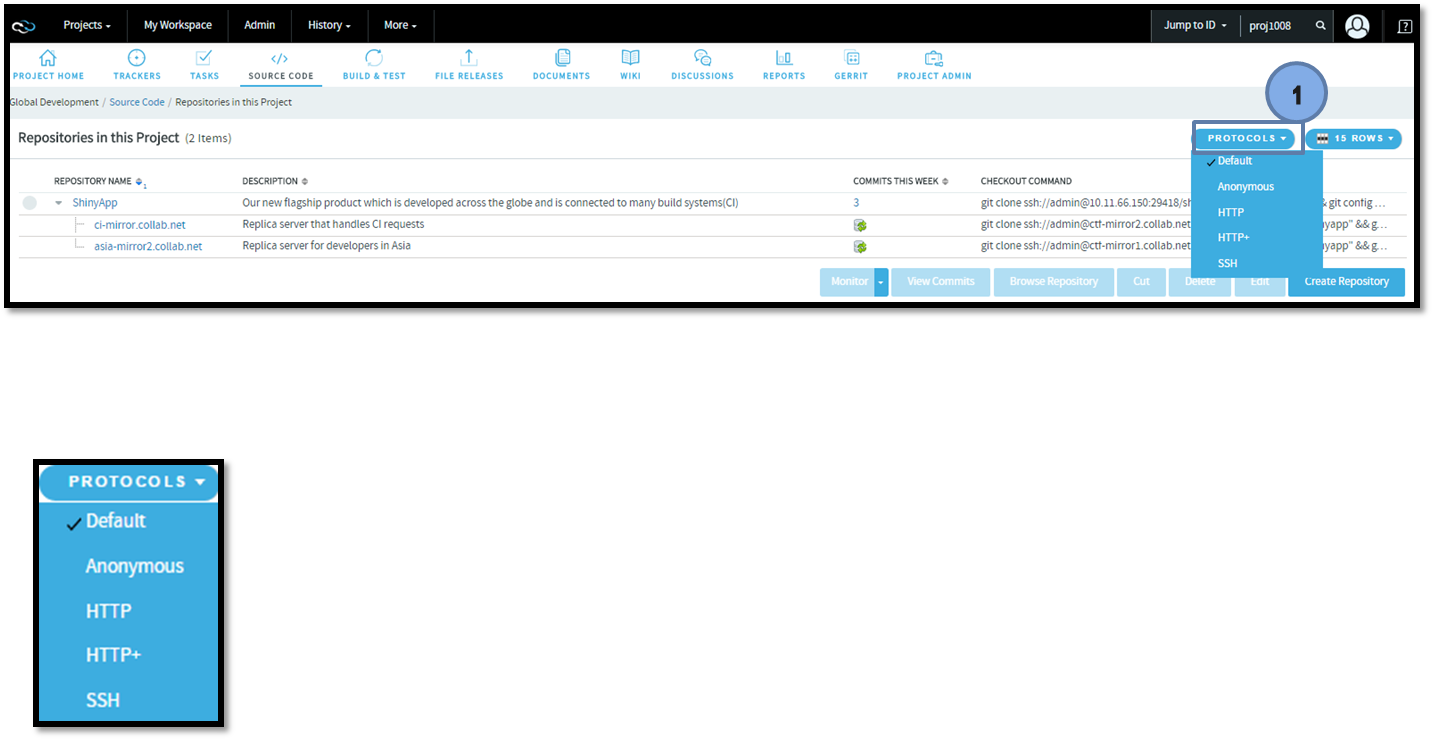 Projects My Workspace Admin History More Jump to ID proj1008
PROJECT HOME TRACKERS TASKS SOURCE CODE BUILD & TEST FILE RELEASES DOCUMENTS WIKI DISCUSSIONS REPORTS GERRIT PROJECT ADMIN
Global Development / Source Code / Repositories in this Project
1
Repositories in this Project (2 Items) PROTOCOLS 15 ROWS
Default
Anonymous
HTTP
HTTP+
SSH
REPOSITORY NAME 1 DESCRIPTION COMMITS THIS WEEK CHECKOUT COMMAND
ShinyApp Our new flagship product which is developed across the globe and is connected to many build systems(CI) 3 git clone ssh://admin@10.11.66.150:29418/sh & git config ...
ci-mirror.collab.net Replica server that handles CI requests git clone ssh://admin@ctf-mirror2.collab.net nyapp" && g...
asia-mirror2.collab.net Replica server for developers in Asia git clone ssh://admin@ctf-mirror1.collab.net nyapp" && g...
Monitor View Commits Browse Repository Cut Delete Edit Create Repository
PROTOCOLS
Default
Anonymous
HTTP
HTTP+
SSH